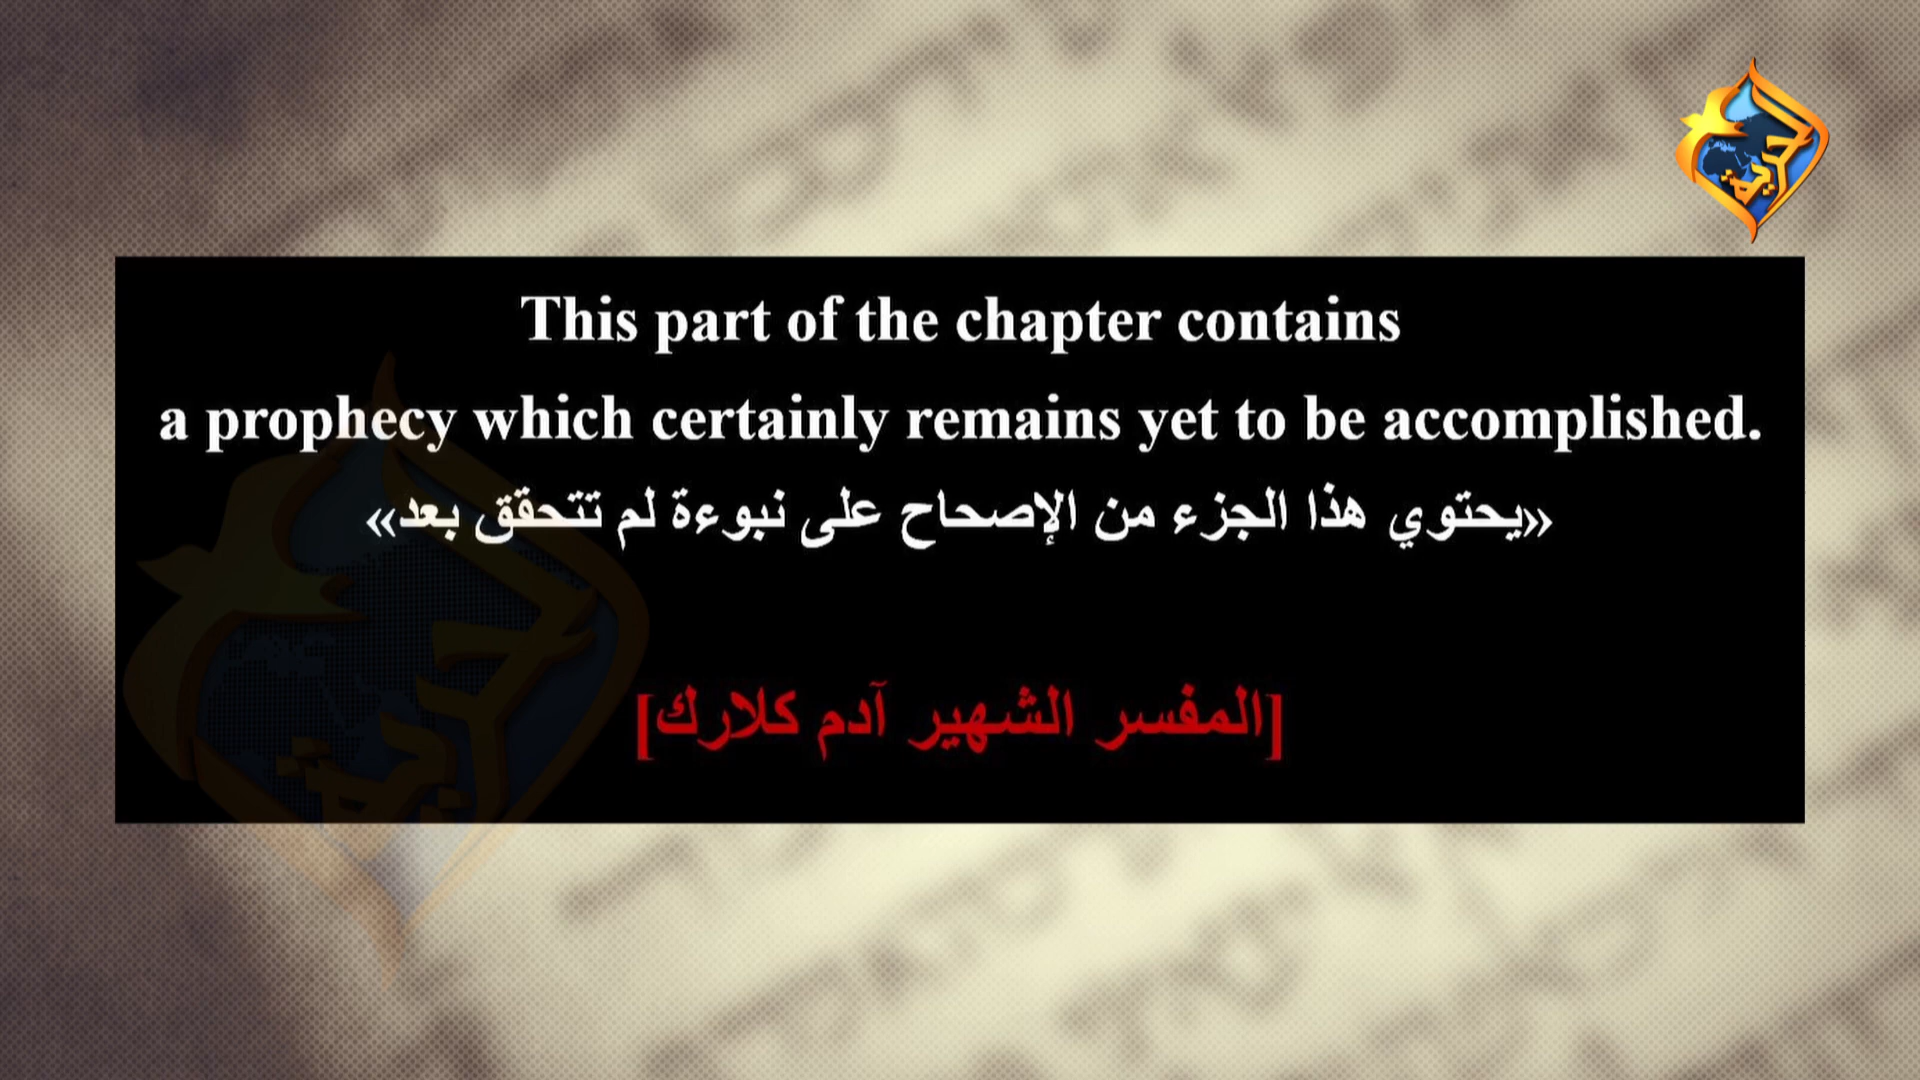 حرية
This part of the chapter contains
a prophecy which certainly remains yet to be accomplished.
«يحتوي هذا الجزء من الإصحاح على نبوءة لم تتحقق بعد»
[المفسر الشهير آدم كلارك]